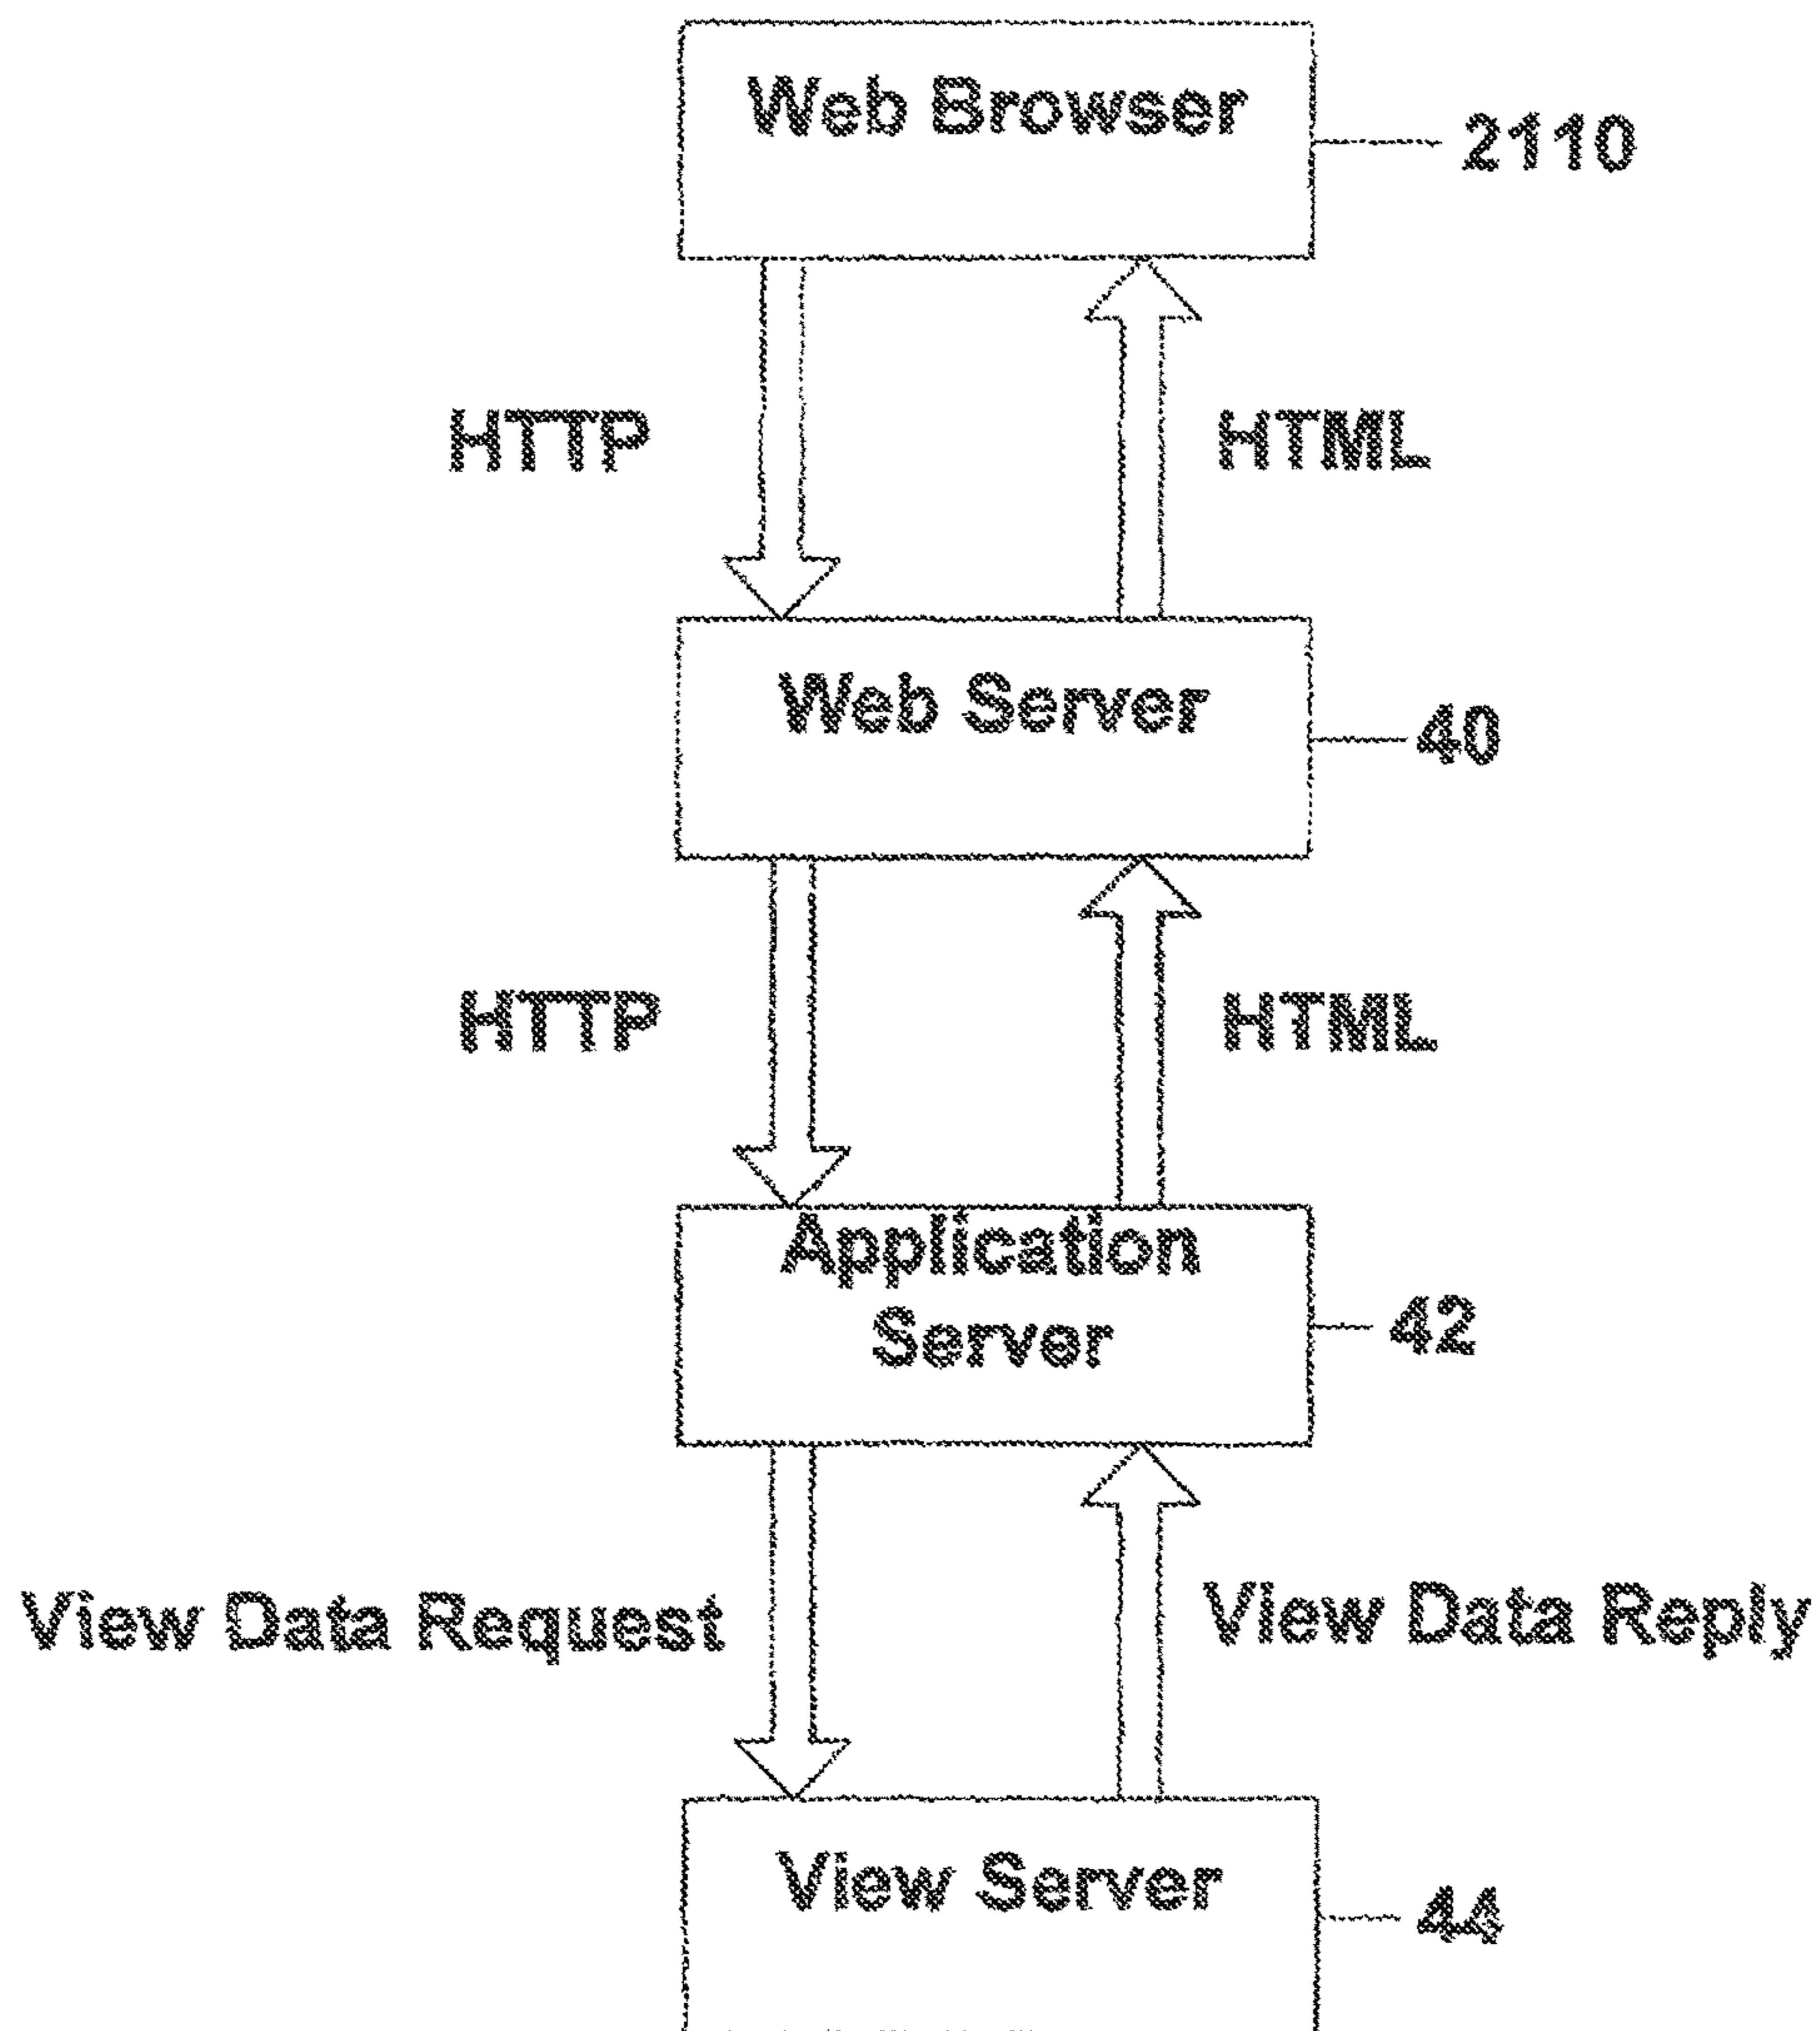 Web Browser
2110
HTTP
HTML
Web Server
40
HTTP
HTML
Application
Server
42
View Data Request
View Data Reply
View Server
44